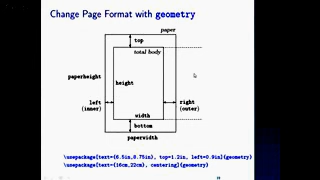 Change Page Format with geometry
paper
top
total body
paperheight
height
left
(inner)
right
(outer)
width
bottom
paperwidth
\usepackage[text={6.5in,8.75in}, top=1.2in, left=0.9in]{geometry}
\usepackage[text={16cm,22cm}, centering]{geometry}